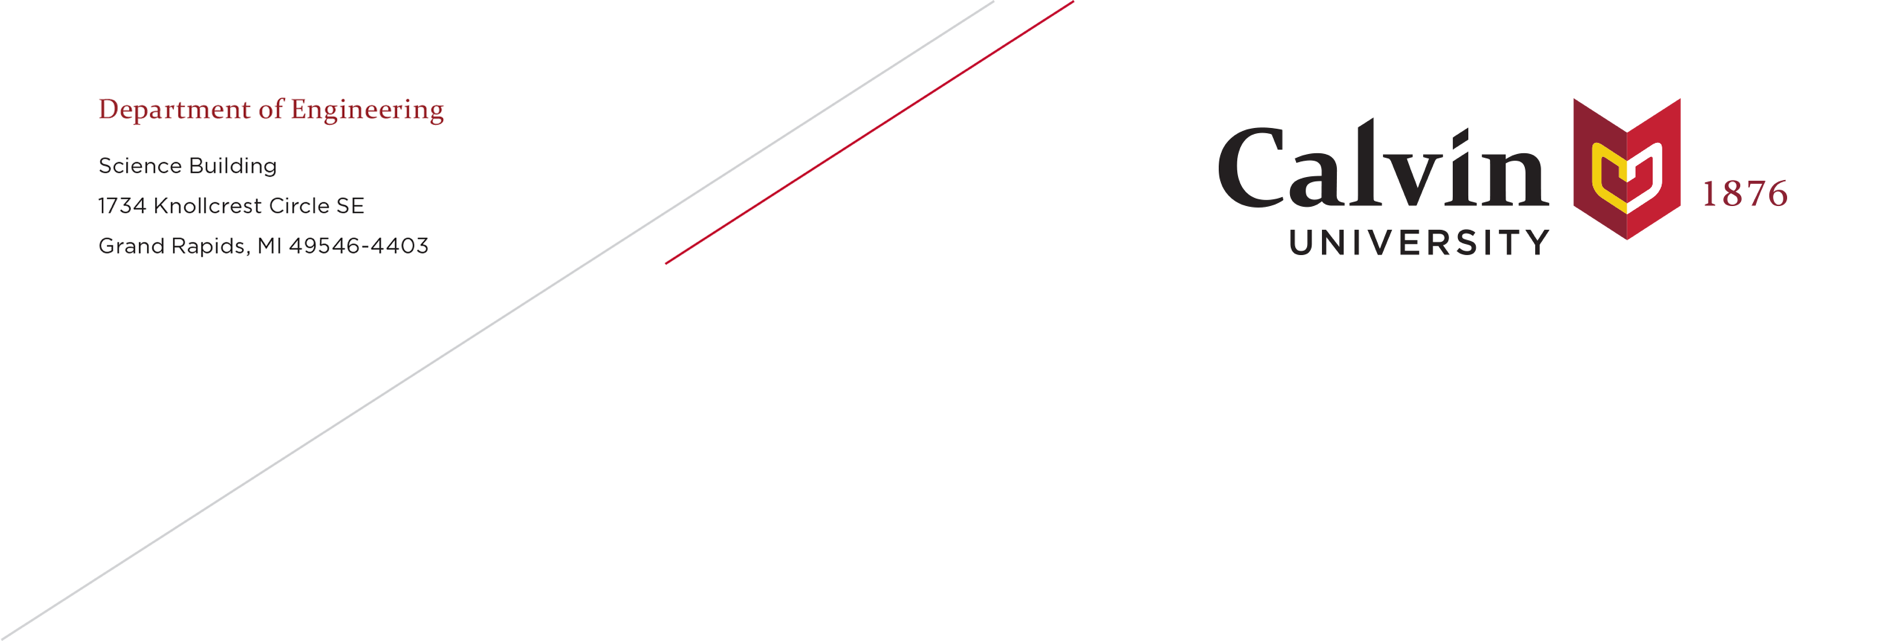 Department of Engineering
Science Building
1734 Knollcrest Circle SE
Grand Rapids, MI 49546-4403
Calvin
UNIVERSITY
1876